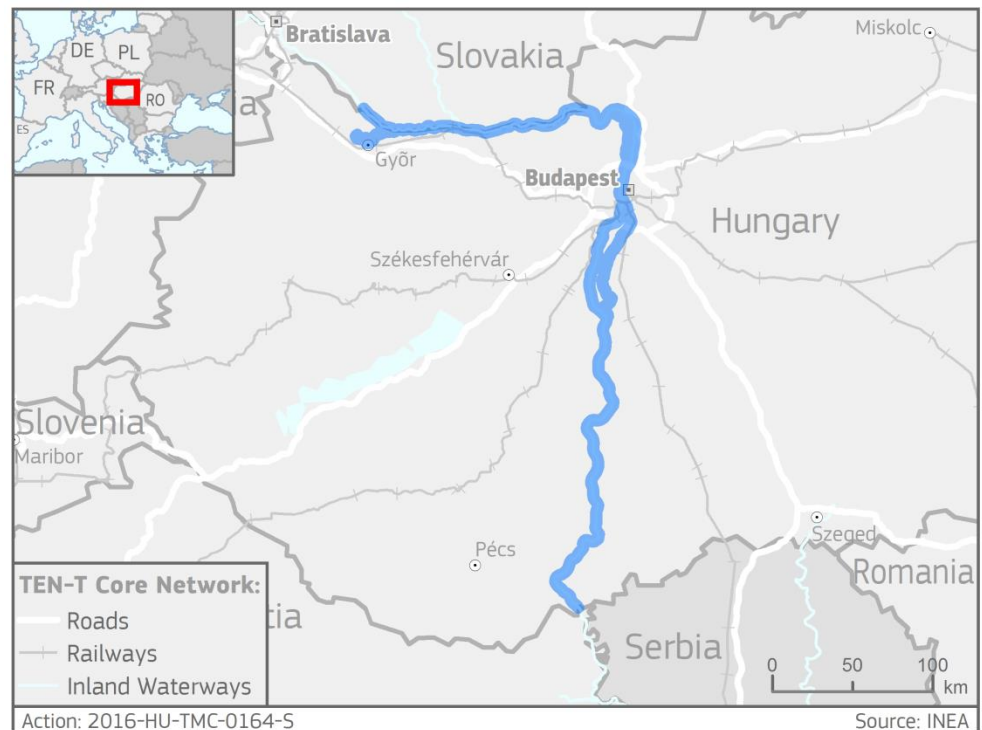 DE
PL
FR
RO
ES
Bratislava
Slovakia
Miskolc
a
Győr
Budapest
Hungary
Székesfehérvár
Slovenia
Maribor
Szeged
Pécs
Romania
tia
Serbia
TEN-T Core Network:
Roads
Railways
Inland Waterways
0 50 100
km
Action: 2016-HU-TMC-0164-S
Source: INEA